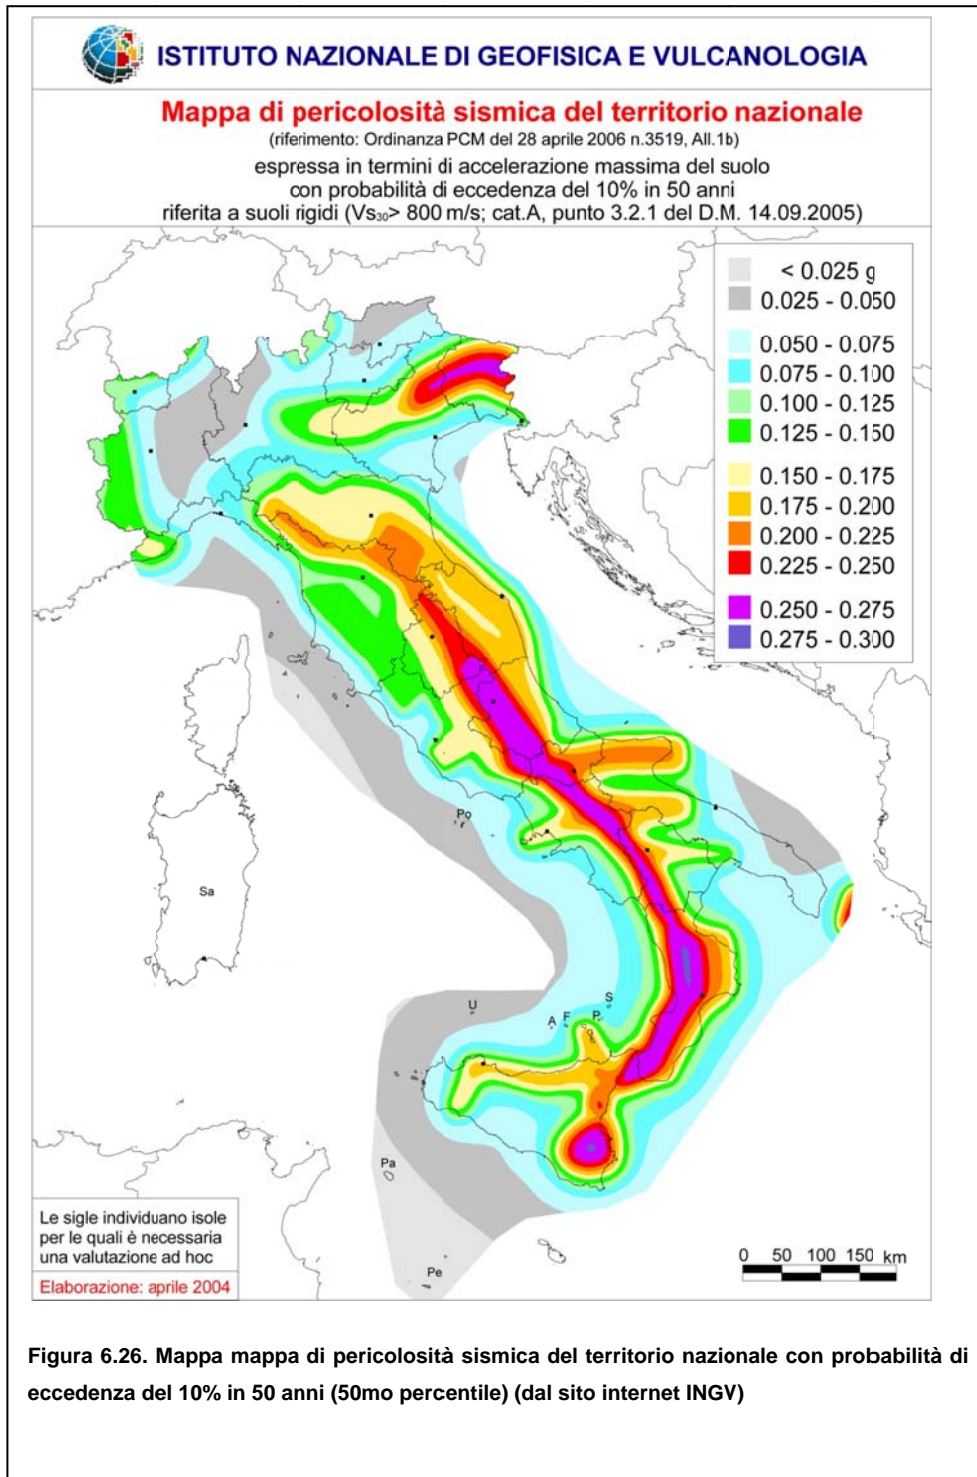 ISTITUTO NAZIONALE DI GEOFISICA E VULCANOLOGIA
Mappa di pericolosità sismica del territorio nazionale
(riferimento: Ordinanza PCM del 28 aprile 2006 n.3519, All.1b)
espressa in termini di accelerazione massima del suolo
con probabilità di eccedenza del 10% in 50 anni
riferita a suoli rigidi (Vs30> 800 m/s; cat.A, punto 3.2.1 del D.M. 14.09.2005)
< 0.025 g
0.025 - 0.050
0.050 - 0.075
0.075 - 0.100
0.100 - 0.125
0.125 - 0.150
0.150 - 0.175
0.175 - 0.200
0.200 - 0.225
0.225 - 0.250
0.250 - 0.275
0.275 - 0.300
Po
Sa
U
A
F
P
S
Pa
Pe
Le sigle individuano isole
per le quali è necessaria
una valutazione ad hoc
Elaborazione: aprile 2004
0 50 100 150 km
Figura 6.26. Mappa mappa di pericolosità sismica del territorio nazionale con probabilità di
eccedenza del 10% in 50 anni (50mo percentile) (dal sito internet INGV)